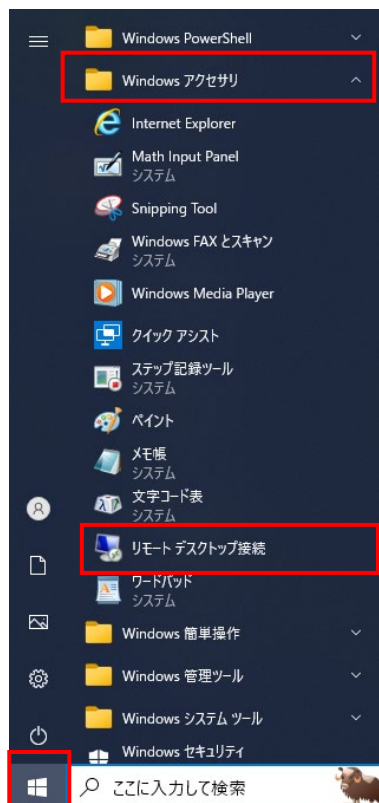 Windows PowerShell
Windows アクセサリ
Internet Explorer
Math Input Panel
システム
Snipping Tool
Windows FAX とスキャン
システム
Windows Media Player
クイック アシスト
ステップ記録ツール
システム
ペイント
メモ帳
システム
文字コード表
システム
リモート デスクトップ接続
ワードパッド
システム
Windows 簡単操作
Windows 管理ツール
Windows システム ツール
Windows セキュリティ
ここに入力して検索